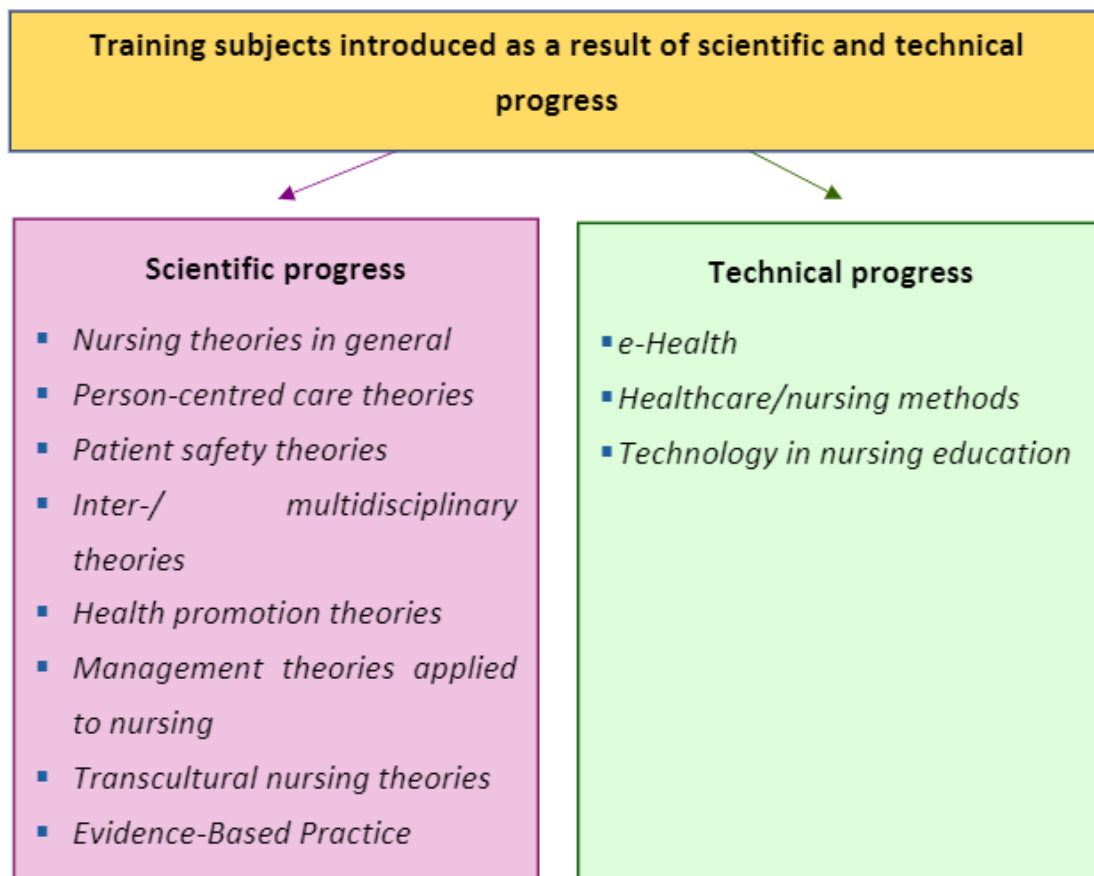 Training subjects introduced as a result of scientific and technical
progress
Scientific progress
▪ Nursing theories in general
▪ Person-centred care theories
▪ Patient safety theories
▪ Inter-/ multidisciplinary
theories
▪ Health promotion theories
▪ Management theories applied
to nursing
▪ Transcultural nursing theories
▪ Evidence-Based Practice
Technical progress
▪ e-Health
▪ Healthcare/nursing methods
▪ Technology in nursing education